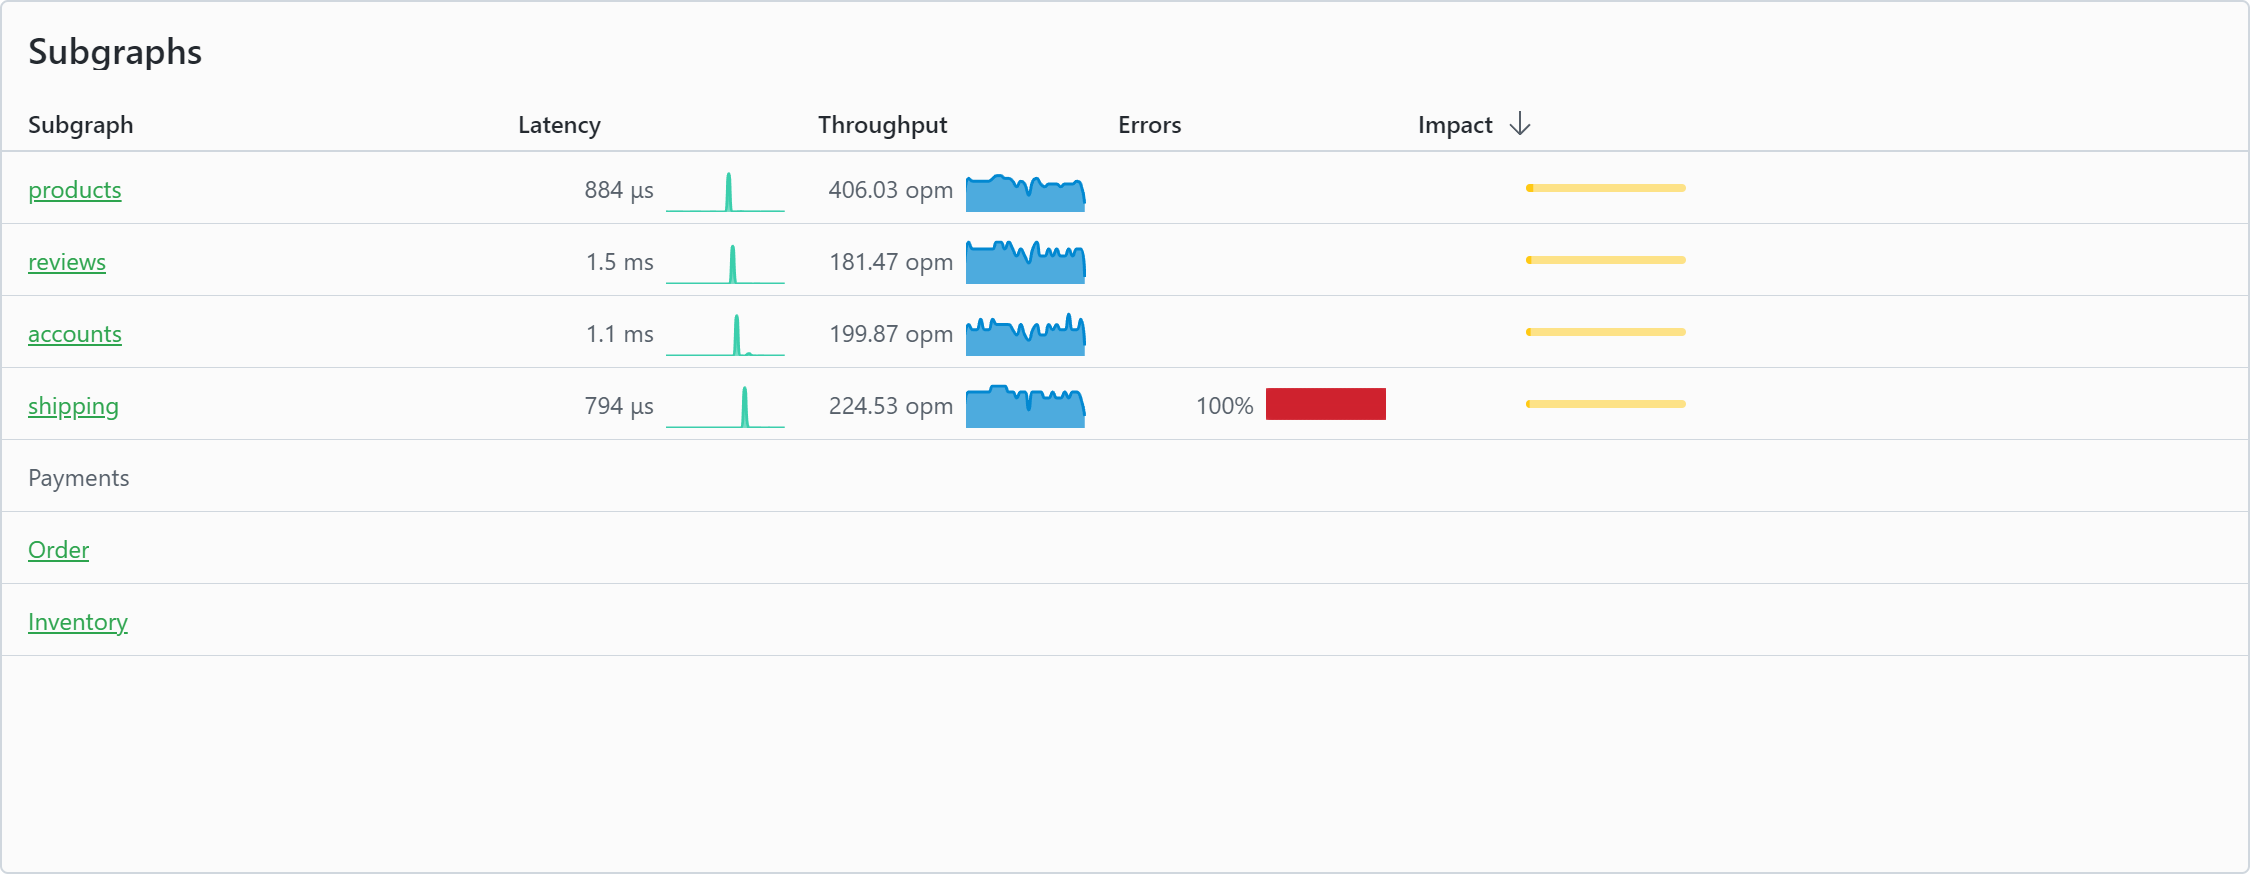 Subgraphs
Subgraph Latency Throughput Errors Impact
products 884 µs 406.03 opm
reviews 1.5 ms 181.47 opm
accounts 1.1 ms 199.87 opm
shipping 794 µs 224.53 opm 100%
Payments
Order
Inventory